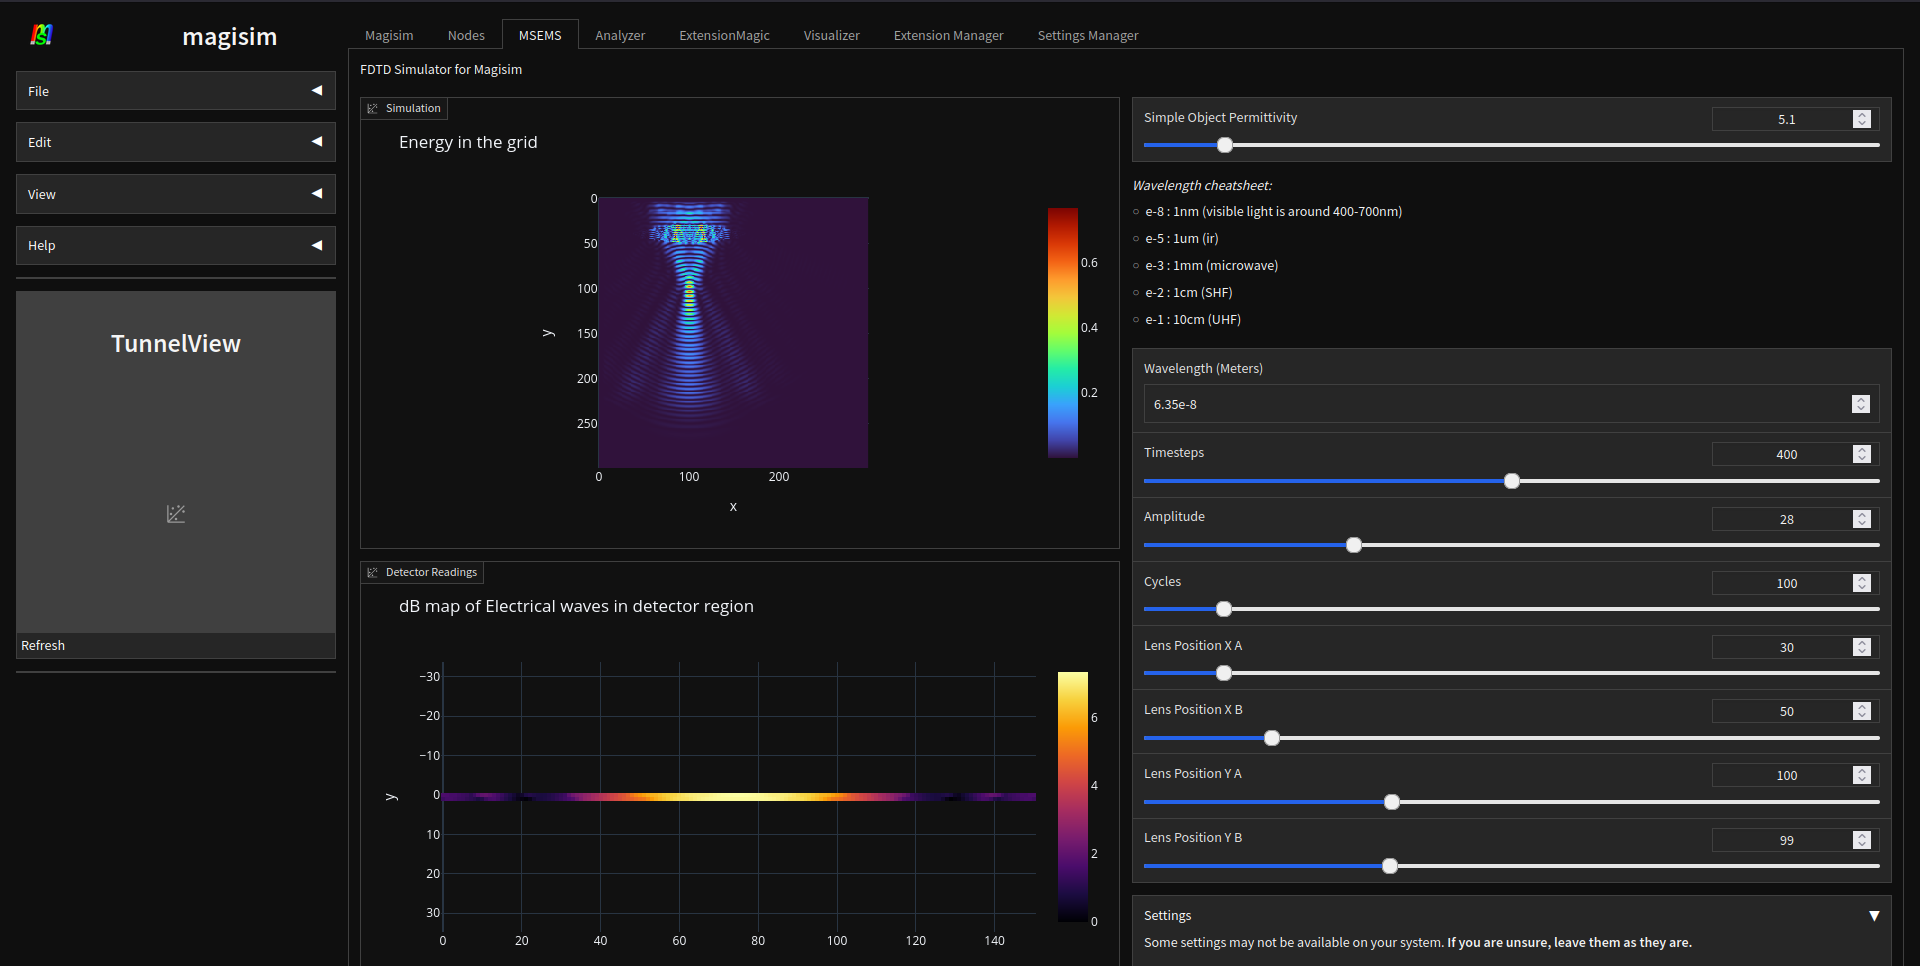 magisim
File
Edit
View
Help
TunnelView
Refresh
Magisim Nodes MSEMS Analyzer ExtensionMagic Visualizer Extension Manager Settings Manager
FDTD Simulator for Magisim
Simulation
Energy in the grid
0
50
100
150
200
250
y
0 100 200
x
0.6
0.4
0.2
Detector Readings
dB map of Electrical waves in detector region
−30
−20
−10
0
10
20
30
y
0 20 40 60 80 100 120 140
6
4
2
0
Simple Object Permittivity 5.1
Wavelength cheatsheet:
e-8 : 1nm (visible light is around 400-700nm)
e-5 : 1um (ir)
e-3 : 1mm (microwave)
e-2 : 1cm (SHF)
e-1 : 10cm (UHF)
Wavelength (Meters)
6.35e-8
Timesteps 400
Amplitude 28
Cycles 100
Lens Position X A 30
Lens Position X B 50
Lens Position Y A 100
Lens Position Y B 99
Settings
Some settings may not be available on your system. If you are unsure, leave them as they are.